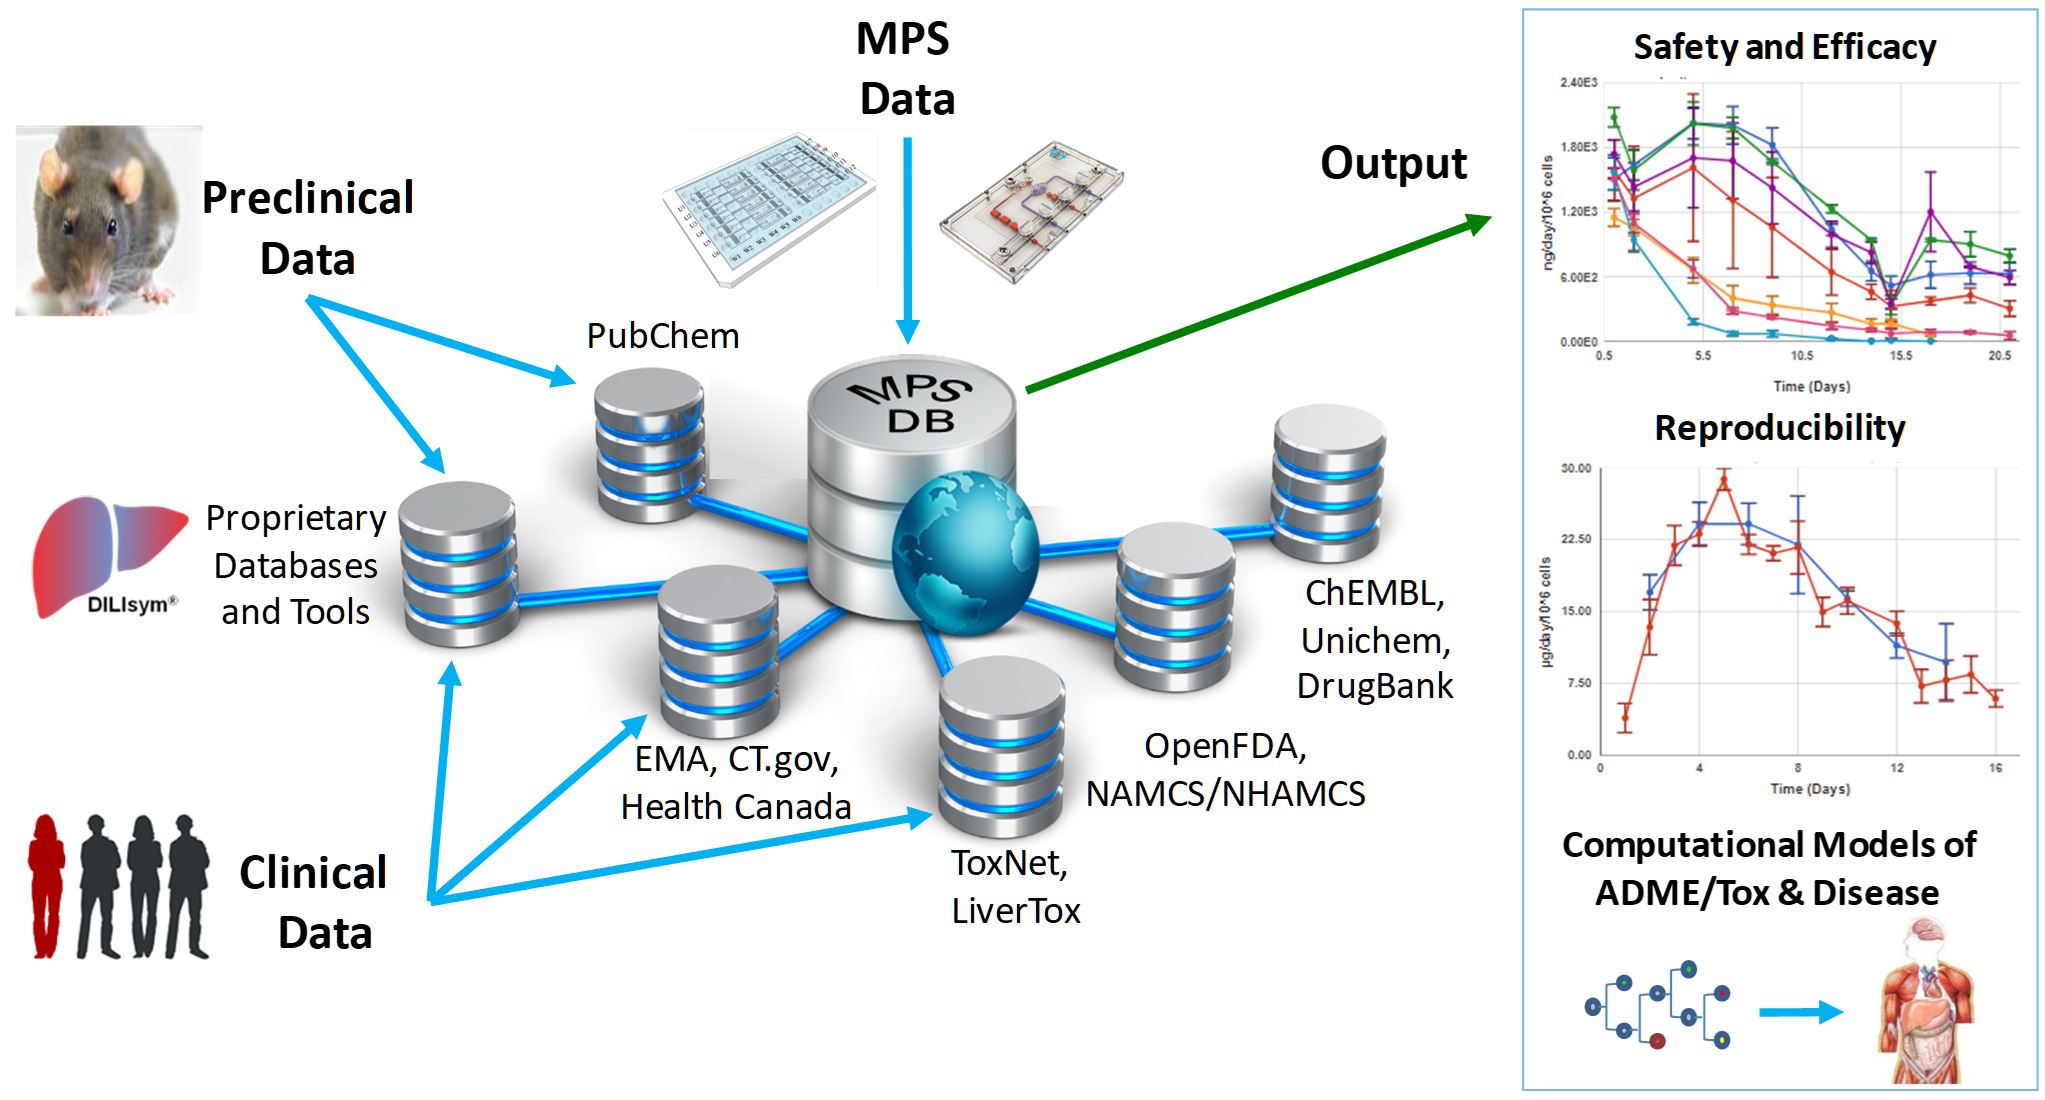 MPS
Data
Preclinical
Data
Output
PubChem
MPS
DB
Proprietary
Databases
and Tools
DILIsym®
ChEMBL,
Unichem,
DrugBank
EMA, CT.gov,
Health Canada
OpenFDA,
NAMCS/NHAMCS
ToxNet,
LiverTox
Clinical
Data
Safety and Efficacy
2.40E3
1.80E3
1.20E3
6.00E2
0.00E0
ng/day/10^6 cells
0.5 5.5 10.5 15.5 20.5
Time (Days)
Reproducibility
30.00
22.50
15.00
7.50
0.00
µg/day/10^6 cells
0 4 8 12 16
Time (Days)
Computational Models of
ADME/Tox & Disease